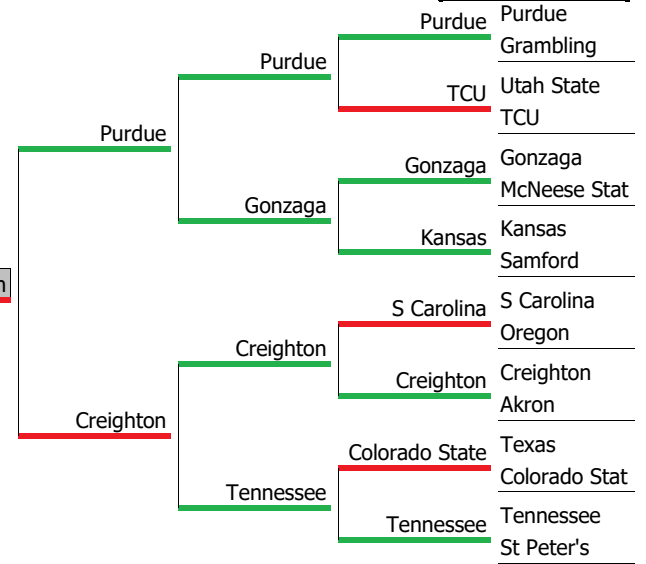 Purdue
Purdue
Grambling
Purdue
TCU
Utah State
TCU
Purdue
Gonzaga
Gonzaga
McNeese Stat
Gonzaga
Kansas
Kansas
Samford
n
S Carolina
S Carolina
Oregon
Creighton
Creighton
Creighton
Akron
Creighton
Colorado State
Texas
Colorado Stat
Tennessee
Tennessee
Tennessee
St Peter's